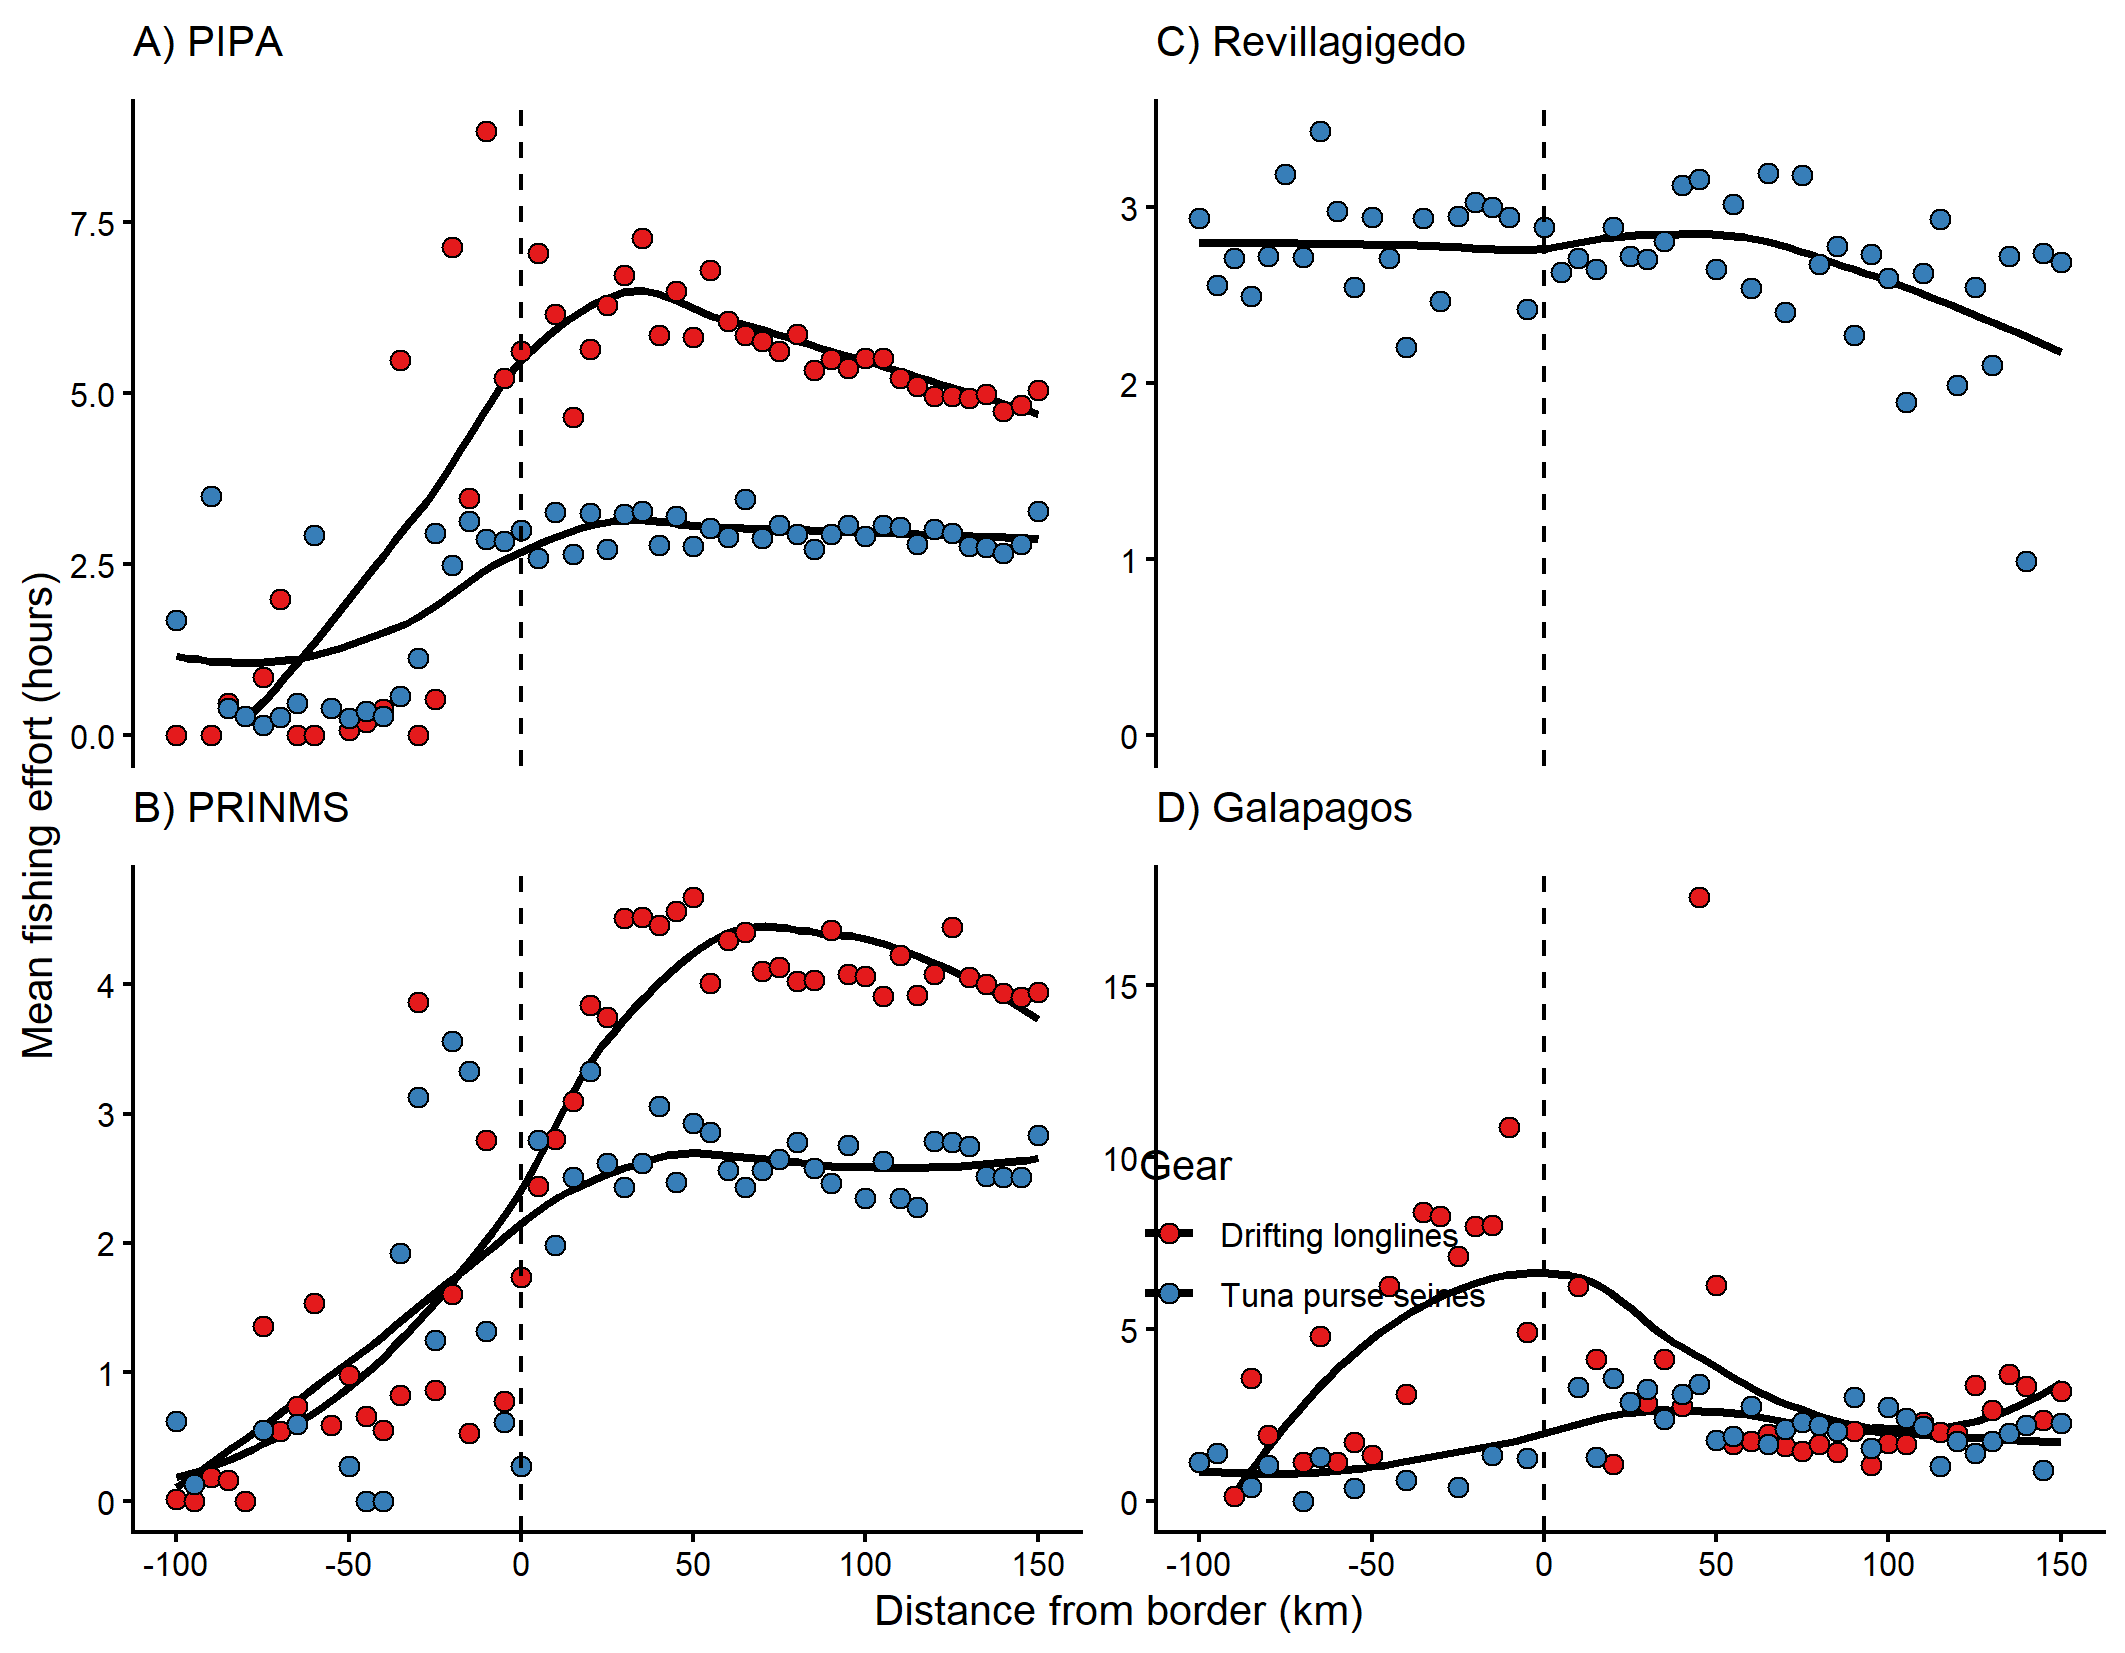 A) PIPA
7.5
5.0
2.5
0.0
C) Revillagigedo
3
2
1
0
Mean fishing effort (hours)
B) PRINMS
4
3
2
1
0
-100 -50 0 50 100 150
D) Galapagos
15
10
5
0
Gear
Drifting longlines
Tuna purse seines
-100 -50 0 50 100 150
Distance from border (km)